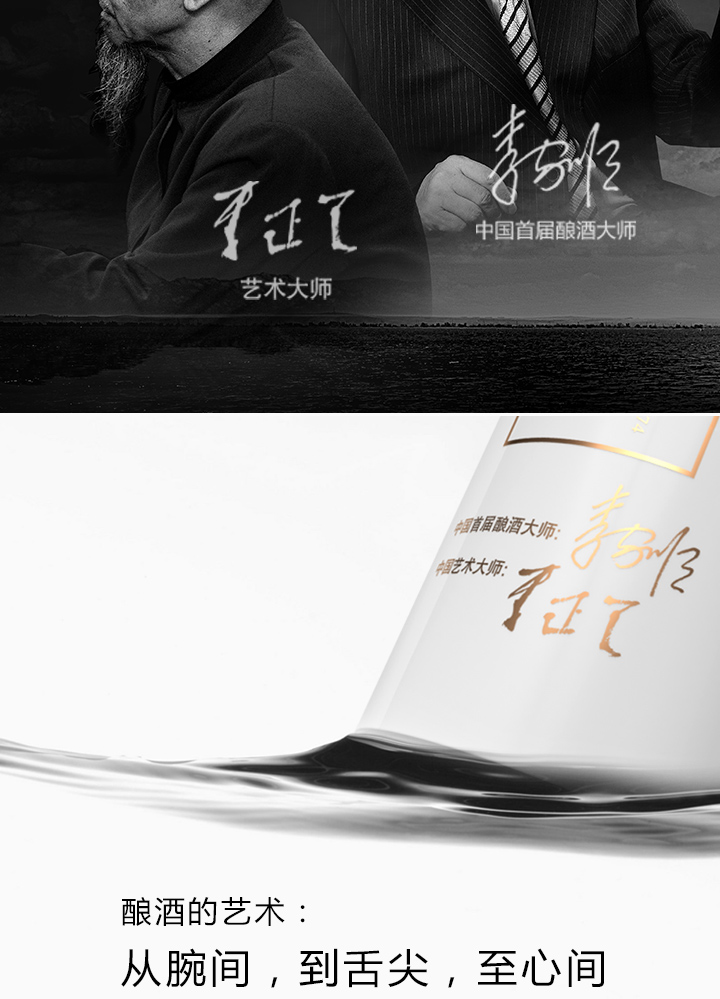 艺术大师
中国首届酿酒大师
中国首届酿酒大师:
中国艺术大师:
酿酒的艺术：
从腕间，到舌尖，至心间